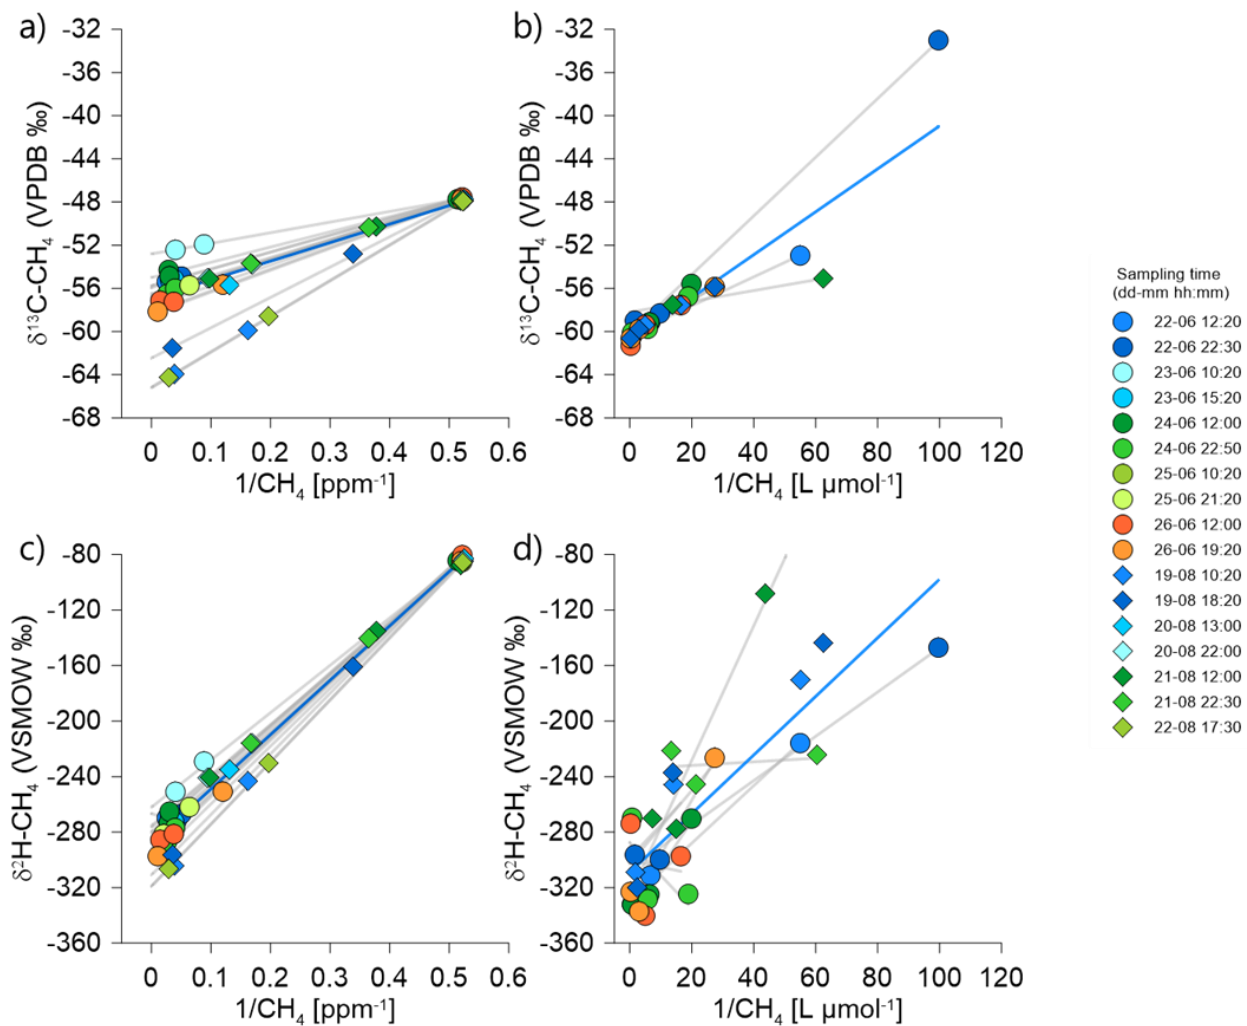 a)
δ¹³C-CH₄ (VPDB ‰)
-32
-36
-40
-44
-48
-52
-56
-60
-64
-68
0 0.1 0.2 0.3 0.4 0.5 0.6
1/CH₄ [ppm⁻¹]
b)
δ¹³C-CH₄ (VPDB ‰)
-32
-36
-40
-44
-48
-52
-56
-60
-64
-68
0 20 40 60 80 100 120
1/CH₄ [L µmol⁻¹]
c)
δ²H-CH₄ (VSMOW ‰)
-80
-120
-160
-200
-240
-280
-320
-360
0 0.1 0.2 0.3 0.4 0.5 0.6
1/CH₄ [ppm⁻¹]
d)
δ²H-CH₄ (VSMOW ‰)
-80
-120
-160
-200
-240
-280
-320
-360
0 20 40 60 80 100 120
1/CH₄ [L µmol⁻¹]
Sampling time
(dd-mm hh:mm)
22-06 12:20
22-06 22:30
23-06 10:20
23-06 15:20
24-06 12:00
24-06 22:50
25-06 10:20
25-06 21:20
26-06 12:00
26-06 19:20
19-08 10:20
19-08 18:20
20-08 13:00
20-08 22:00
21-08 12:00
21-08 22:30
22-08 17:30